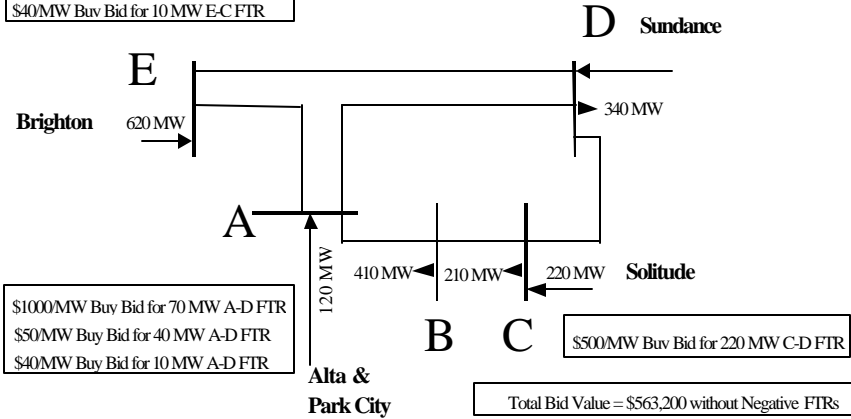 $40/MW Buy Bid for 10 MW E-C FTR
D Sundance
E
340 MW
Brighton 620 MW
A
120 MW
410 MW 210 MW 220 MW Solitude
$1000/MW Buy Bid for 70 MW A-D FTR
$50/MW Buy Bid for 40 MW A-D FTR
$40/MW Buy Bid for 10 MW A-D FTR
B C
$500/MW Buy Bid for 220 MW C-D FTR
Alta &
Park City
Total Bid Value = $563,200 without Negative FTRs